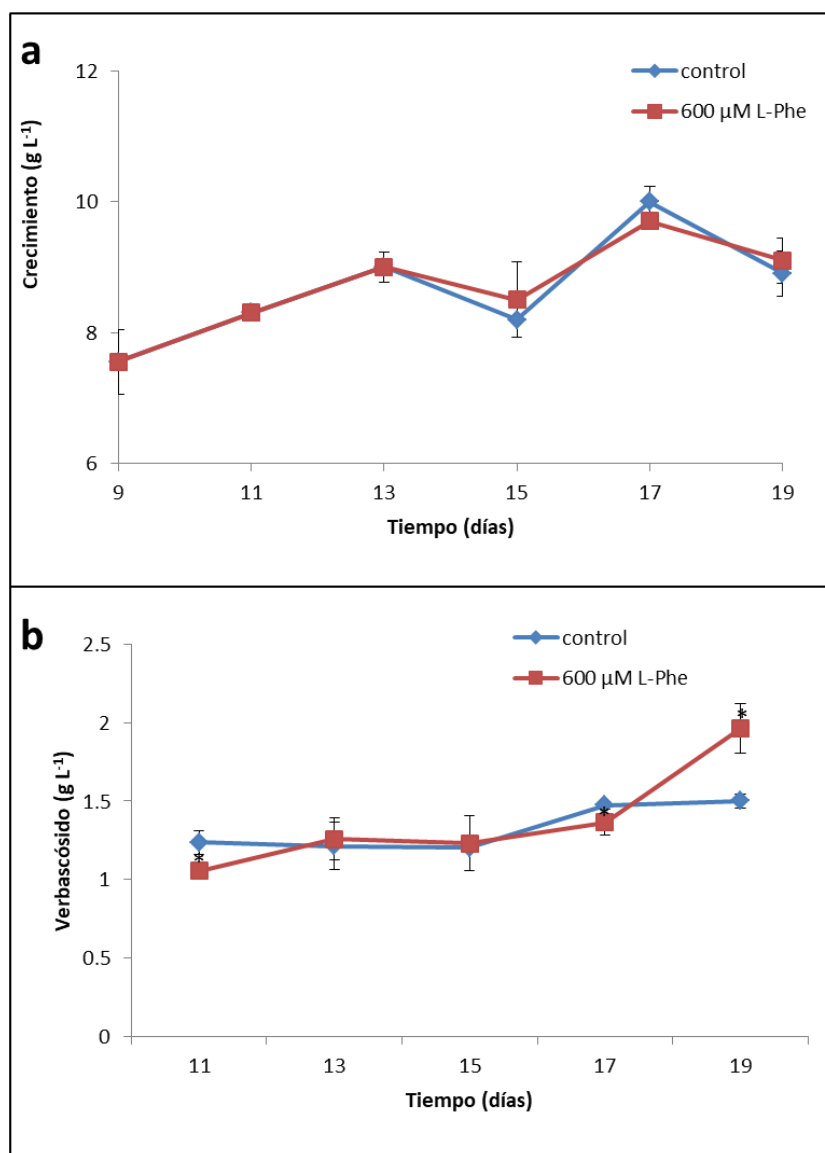 a
control
600 µM L-Phe
Crecimiento (g L-1)
12
10
8
6
9 11 13 15 17 19
Tiempo (días)
b
control
600 µM L-Phe
Verbascósido (g L-1)
2.5
2
1.5
1
0.5
0
*
*
*
11 13 15 17 19
Tiempo (días)